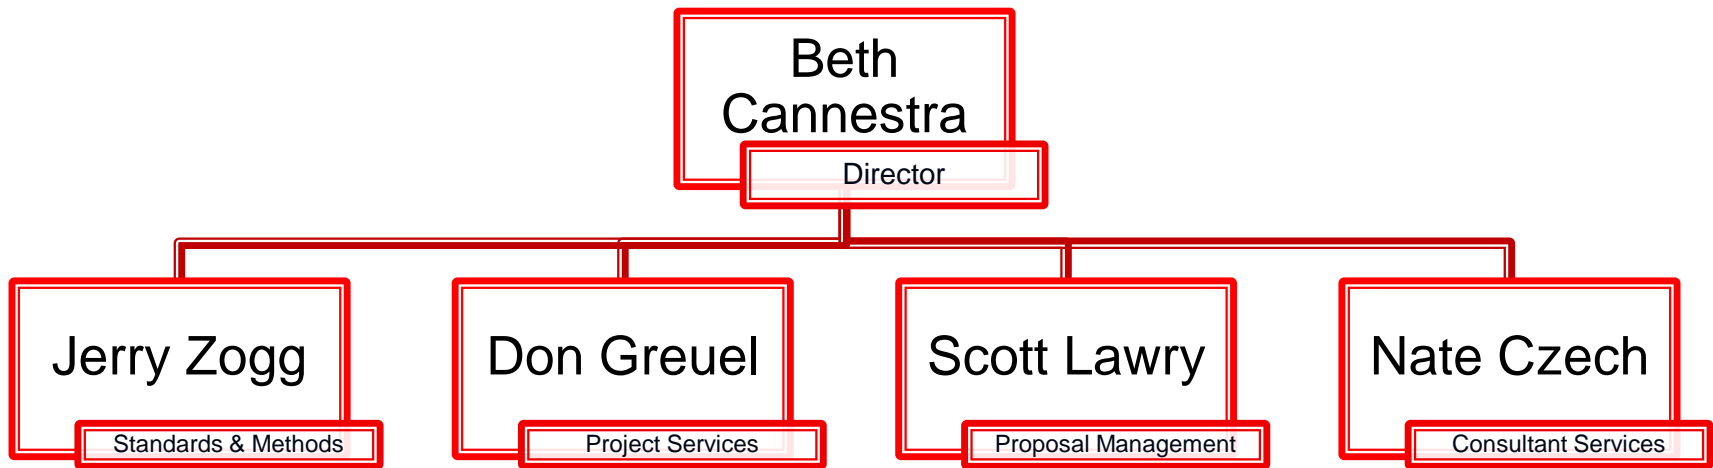 Beth
Cannestra
Director
Jerry Zogg
Standards & Methods
Don Greuel
Project Services
Scott Lawry
Proposal Management
Nate Czech
Consultant Services